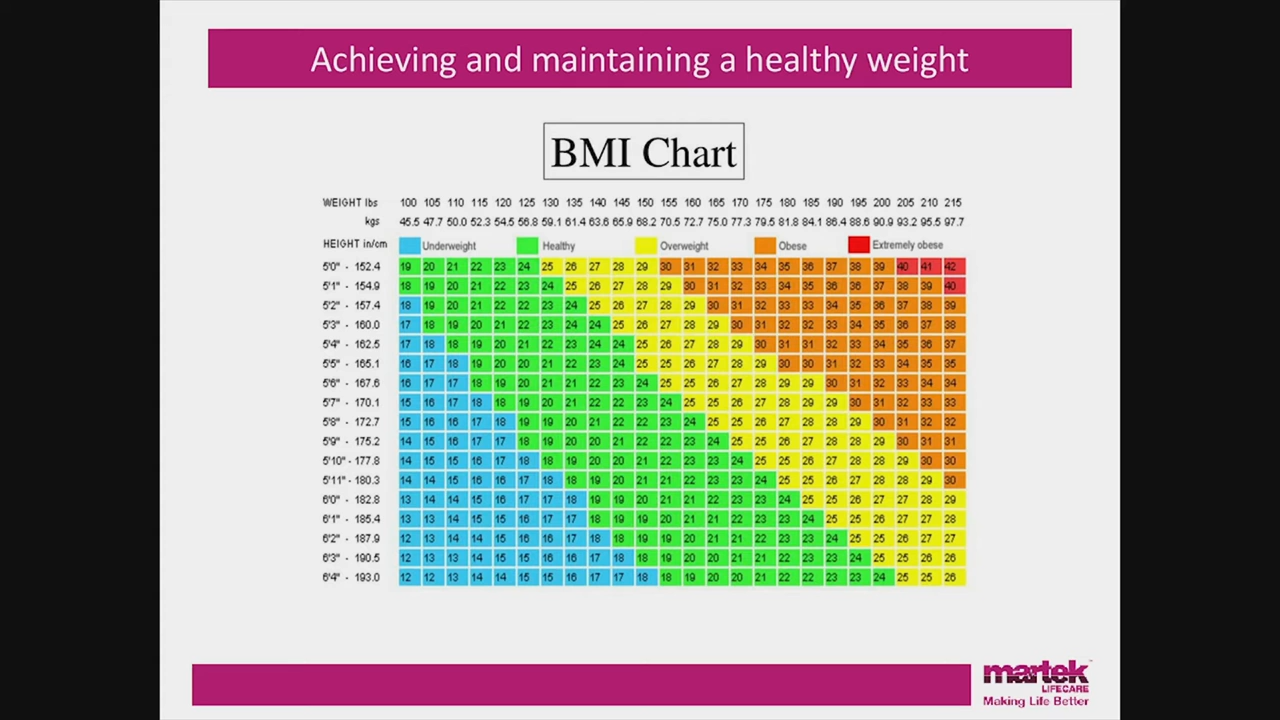 Achieving and maintaining a healthy weight
BMI Chart
WEIGHT lbs 100 105 110 115 120 125 130 135 140 145 150 155 160 165 170 175 180 185 190 195 200 205 210 215
kgs 45.5 47.7 50.0 52.3 54.5 56.8 59.1 61.4 63.6 65.9 68.2 70.5 72.7 75.0 77.3 79.5 81.8 84.1 86.4 88.6 90.9 93.2 95.5 97.7
HEIGHT in/cm Underweight Healthy Overweight Obese Extremely obese
5'0" - 152.4 19 20 21 22 23 24 25 26 27 28 29 30 31 32 33 34 35 36 37 38 39 40 41 42
5'1" - 154.9 18 19 20 21 22 23 24 25 26 27 28 29 30 31 32 33 34 35 36 36 37 38 39 40
5'2" - 157.4 18 19 20 21 22 22 23 24 25 26 27 28 29 30 31 32 33 33 34 35 36 37 38 39
5'3" - 160.0 17 18 19 20 21 22 23 24 24 25 26 27 28 29 30 31 32 32 33 34 35 36 37 38
5'4" - 162.5 17 18 18 19 20 21 22 23 24 24 25 26 27 28 29 30 31 31 32 33 34 35 36 37
5'5" - 165.1 16 17 18 19 20 20 21 22 23 24 25 25 26 27 28 29 30 30 31 32 33 34 35 35
5'6" - 167.6 16 17 17 18 19 20 21 21 22 23 24 25 25 26 27 28 29 29 30 31 32 33 34 34
5'7" - 170.1 15 16 17 18 18 19 20 21 22 22 23 24 25 25 26 27 28 29 29 30 31 32 33 33
5'8" - 172.7 15 16 16 17 18 19 19 20 21 22 22 23 24 25 25 26 27 28 28 29 30 31 32 32
5'9" - 175.2 14 15 16 17 17 18 19 20 20 21 22 22 23 24 25 25 26 27 28 28 29 30 31 31
5'10" - 177.8 14 15 15 16 17 18 18 19 20 20 21 22 23 23 24 25 25 26 27 28 28 29 30 30
5'11" - 180.3 14 14 15 16 16 17 18 18 19 20 21 21 22 23 23 24 25 25 26 27 28 28 29 30
6'0" - 182.8 13 14 14 15 16 17 17 18 19 19 20 21 21 22 23 23 24 25 25 26 27 27 28 29
6'1" - 185.4 13 13 14 15 15 16 17 17 18 19 19 20 21 21 22 23 23 24 25 25 26 27 27 28
6'2" - 187.9 12 13 14 14 15 16 16 17 18 18 19 19 20 21 21 22 23 23 24 25 25 26 27 27
6'3" - 190.5 12 13 13 14 15 15 16 16 17 18 18 19 20 20 21 21 22 23 23 24 25 25 26 26
6'4" - 193.0 12 12 13 14 14 15 15 16 17 17 18 18 19 20 20 21 22 22 23 23 24 25 25 26
martek
LIFECARE
Making Life Better